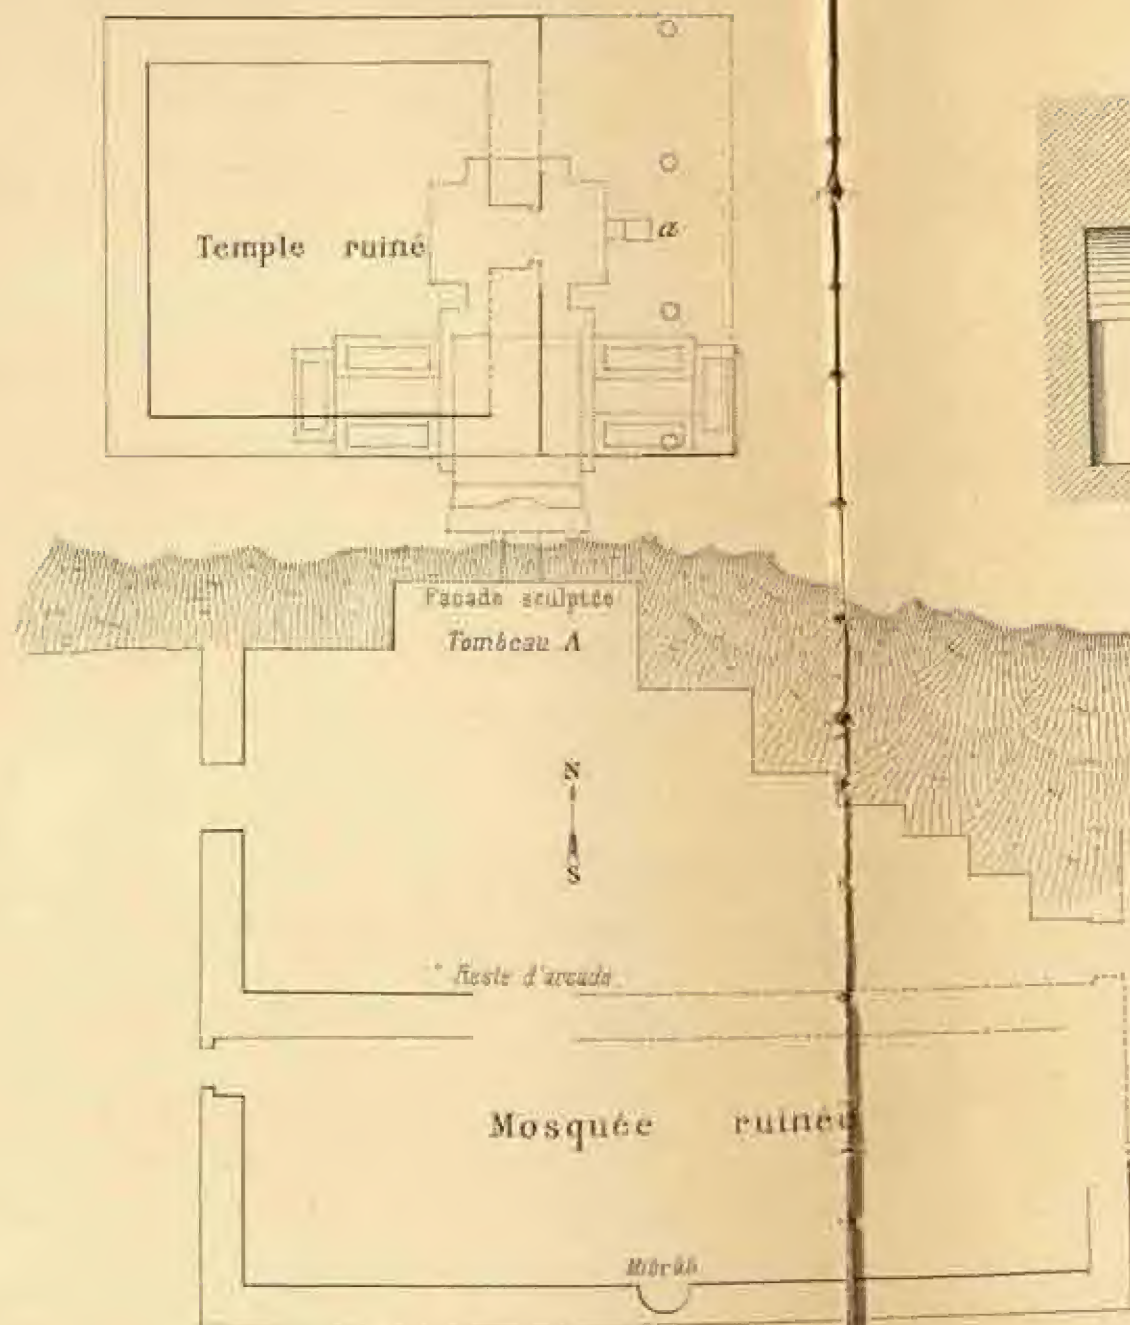 Temple ruiné
a
Façade sculptée
Tombeau A
N
S
Reste d'arcade
Mosquée ruinée
Mihrâb